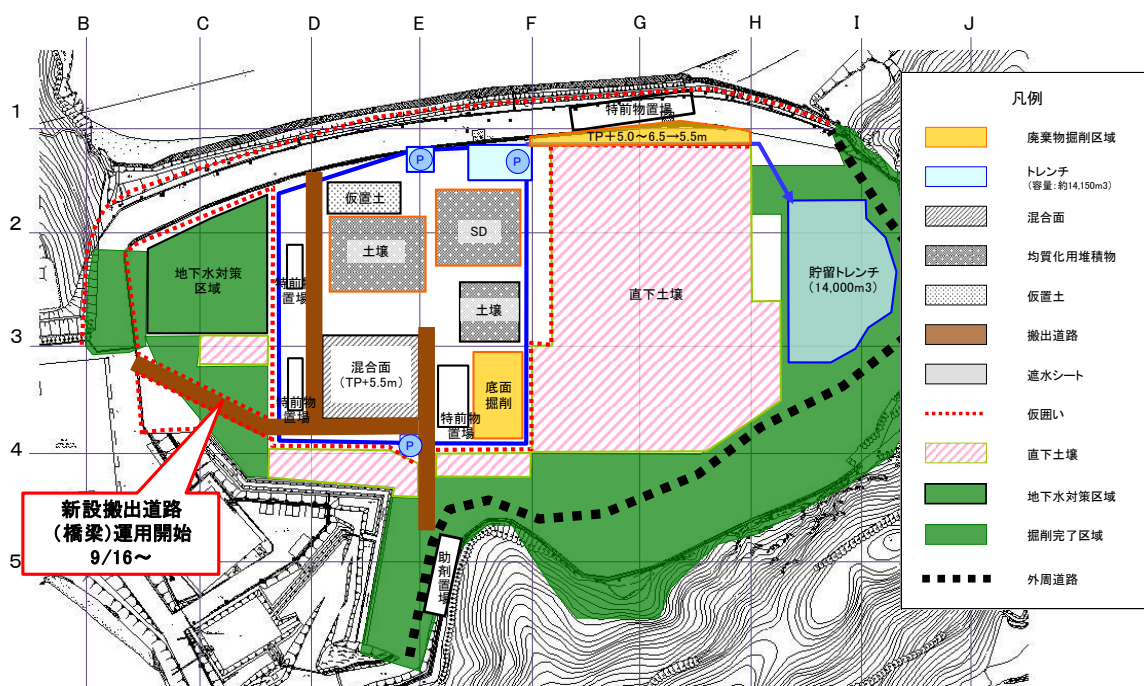 B C D E F G H I J
1
特前物置場
TP＋5.0～6.5→5.5m
P
P
仮置土
2
SD
土壌
地下水対策
区域
特前物
置場
貯留トレンチ
(14,000m3)
直下土壌
土壌
3
混合面
(TP+5.5m)
底面
掘削
特前物
置場
特前物
置場
P
4
新設搬出道路
(橋梁)運用開始
9/16～
5
助剤置場
凡例
廃棄物掘削区域
トレンチ
(容量:約14,150m3)
混合面
均質化用堆積物
仮置土
搬出道路
遮水シート
仮囲い
直下土壌
地下水対策区域
掘削完了区域
外周道路